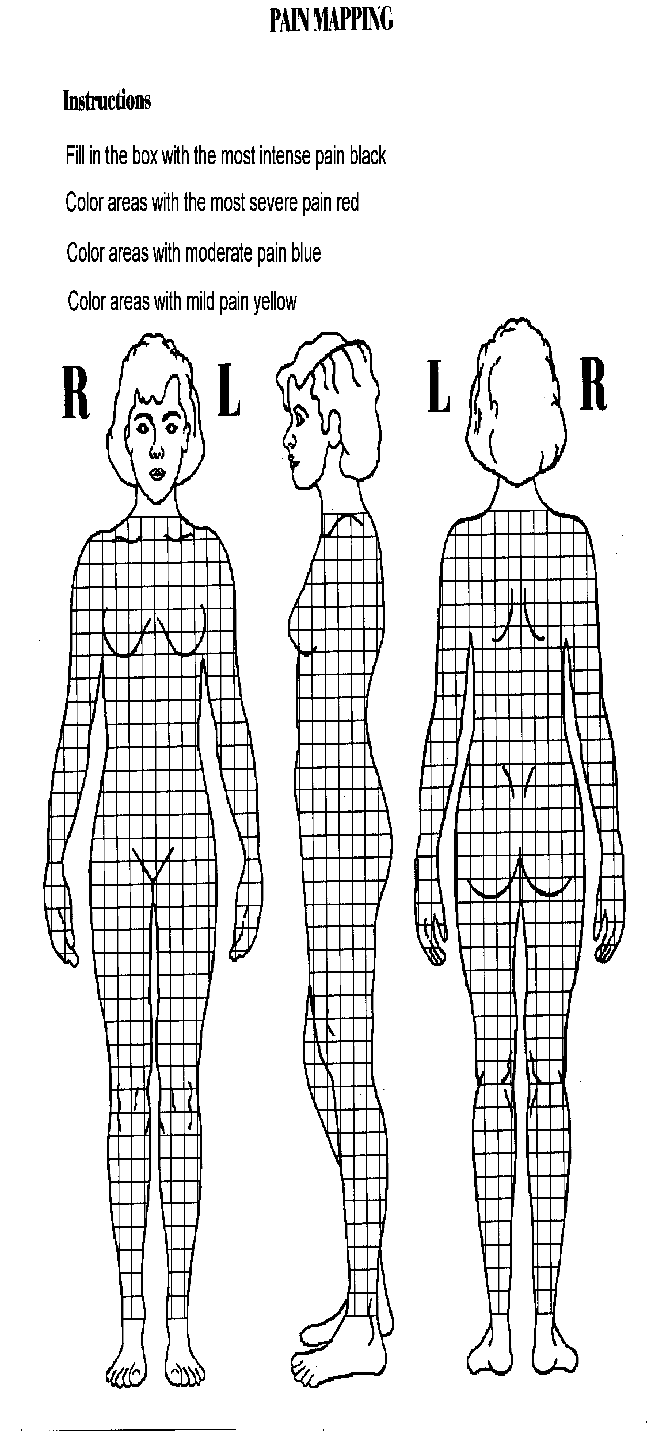 PAIN MAPPING
Instructions
Fill in the box with the most intense pain black
Color areas with the most severe pain red
Color areas with moderate pain blue
Color areas with mild pain yellow
R L L R